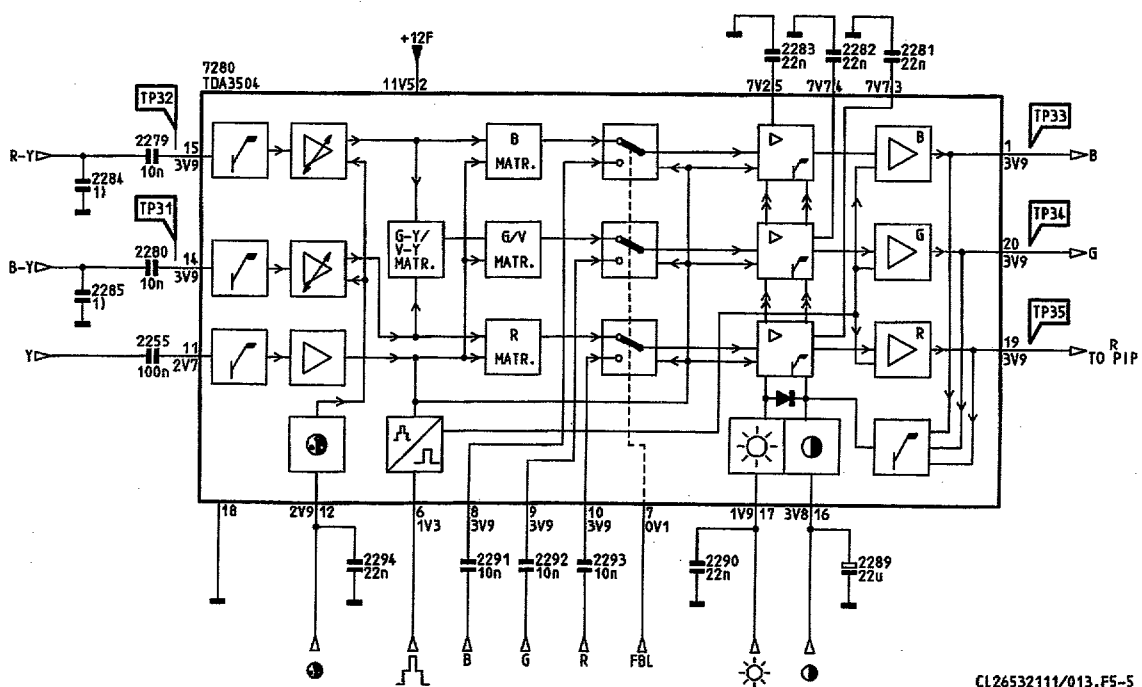 +12F
2283
22n
2282
22n
2281
22n
7280
TDA3504
11V5 2
7V2 5
7V7 4
7V7 3
TP32
TP33
R-Y
2279
10n
15
3V9
B
MATR.
B
1
3V9
B
2284
1)
TP31
TP34
G-Y/
V-Y
MATR.
G/V
MATR.
G
20
3V9
G
B-Y
2280
10n
14
3V9
2285
1)
TP35
Y
2255
100n
11
2V7
R
MATR.
R
19
3V9
R
TO PIP
18
2V9 12
6
1V3
8
3V9
9
3V9
10
3V9
7
0V1
1V9 17
3V8 16
2294
22n
2291
10n
2292
10n
2293
10n
2290
22n
2289
22u
B
G
R
FBL
CL26532111/013.F5-5